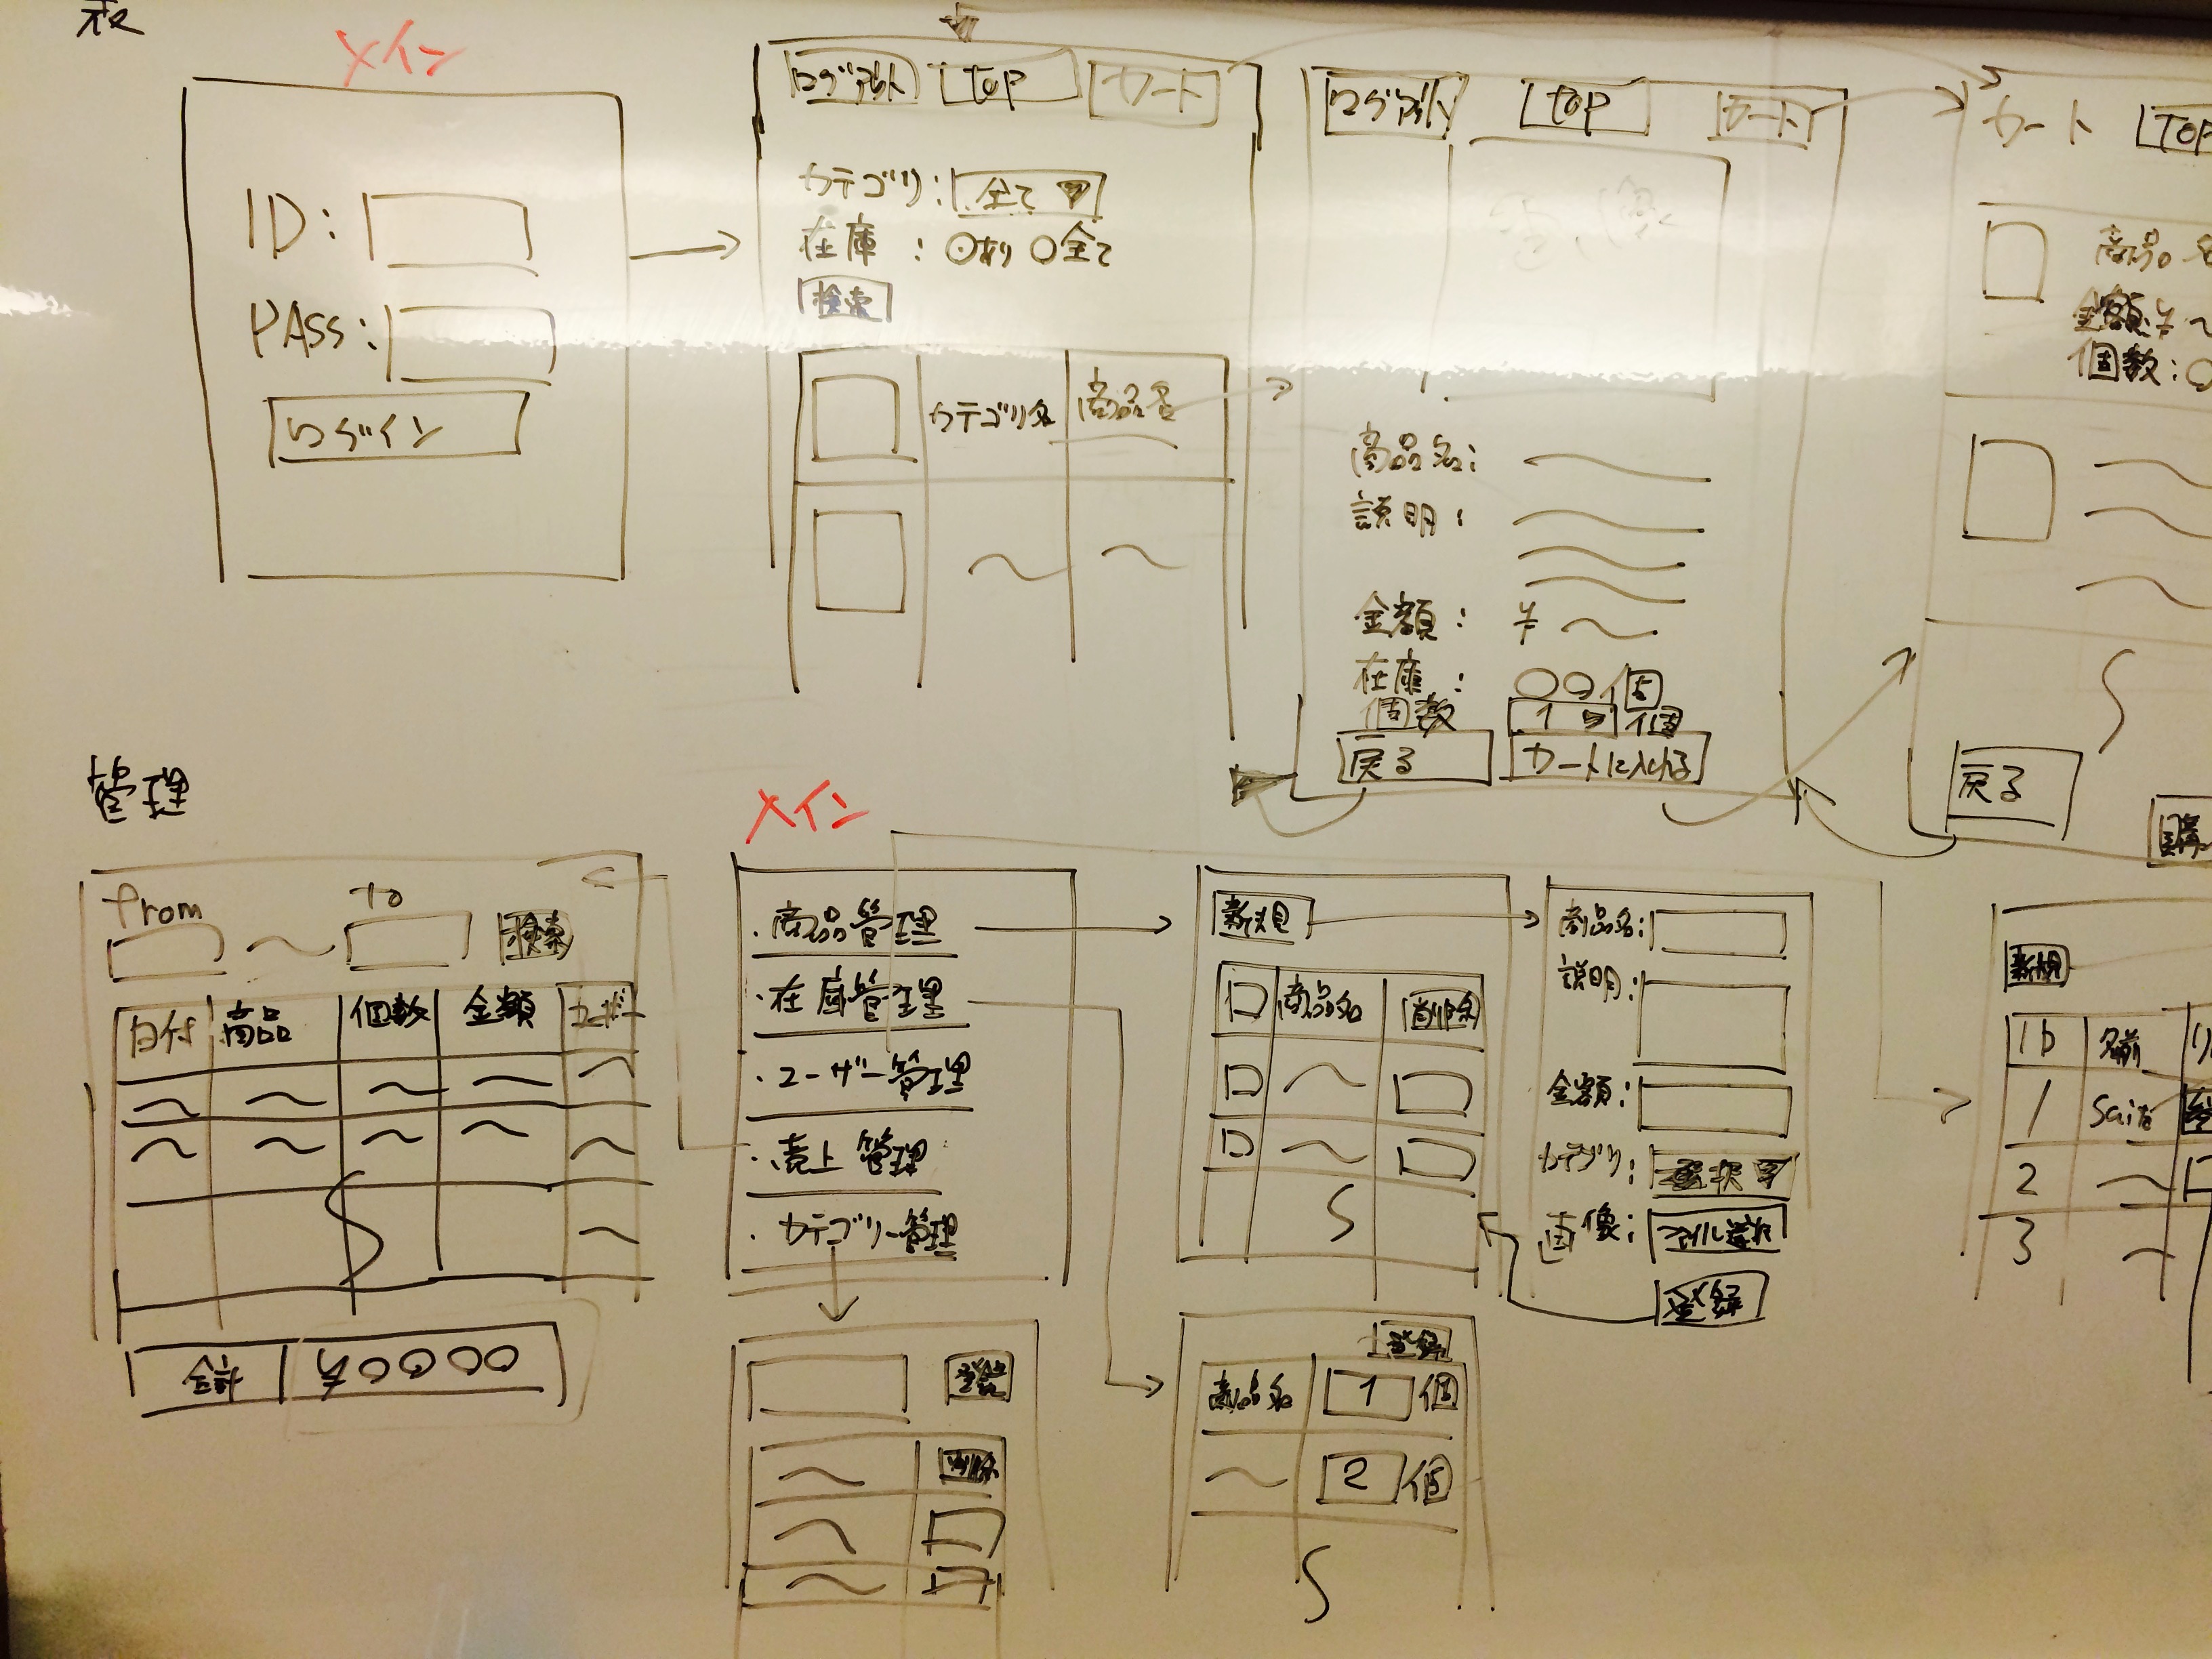 メイン
ID:
PASS:
ログイン
ログアウト TOP カート
カテゴリ: 全て▼
在庫 : ◎あり ○全て
検索
カテゴリ名 商品名
ログアウト TOP カート
画像
商品名:
説明:
金額: ¥
在庫: ○○個
個数 1 個
戻る カートに入れる
カート TOP
商品名
金額:¥~
個数:○
戻る
管理
from to
~ 検索
日付 商品 個数 金額 ユーザー
合計 ¥○○○○○
メイン
・商品管理
・在庫管理
・ユーザー管理
・売上管理
・カテゴリー管理
登録
削除
新規
商品名 削除
商品名:
説明:
金額:
カテゴリ: 選択▼
画像: ファイル選択
登録
登録
商品名 1 個
2 個
新規
ID 名前
1
2
3